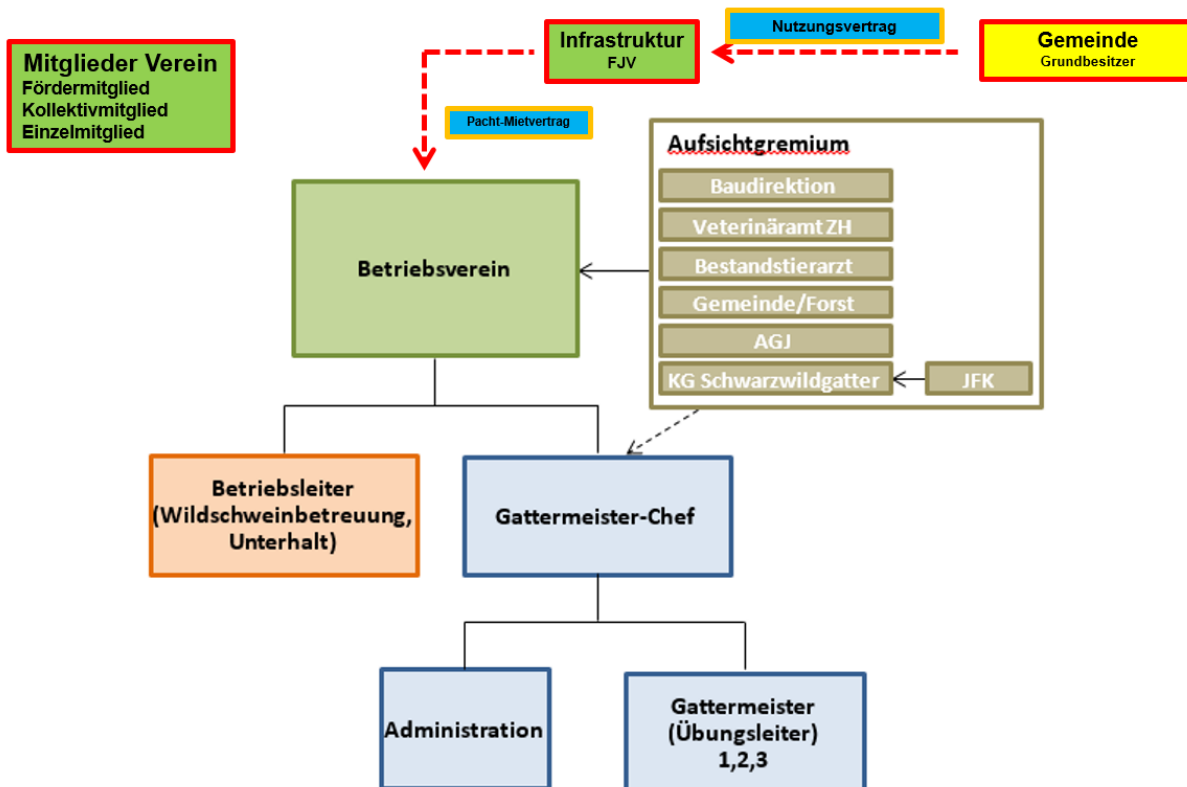 Mitglieder Verein
Fördermitglied
Kollektivmitglied
Einzelmitglied
Infrastruktur
FJV
Nutzungsvertrag
Gemeinde
Grundbesitzer
Pacht-Mietvertrag
Aufsichtgremium
Baudirektion
Veterinäramt ZH
Bestandstierarzt
Gemeinde/Forst
AGJ
KG Schwarzwildgatter
JFK
Betriebsverein
Betriebsleiter
(Wildschweinbetreuung,
Unterhalt)
Gattermeister-Chef
Administration
Gattermeister
(Übungsleiter)
1,2,3